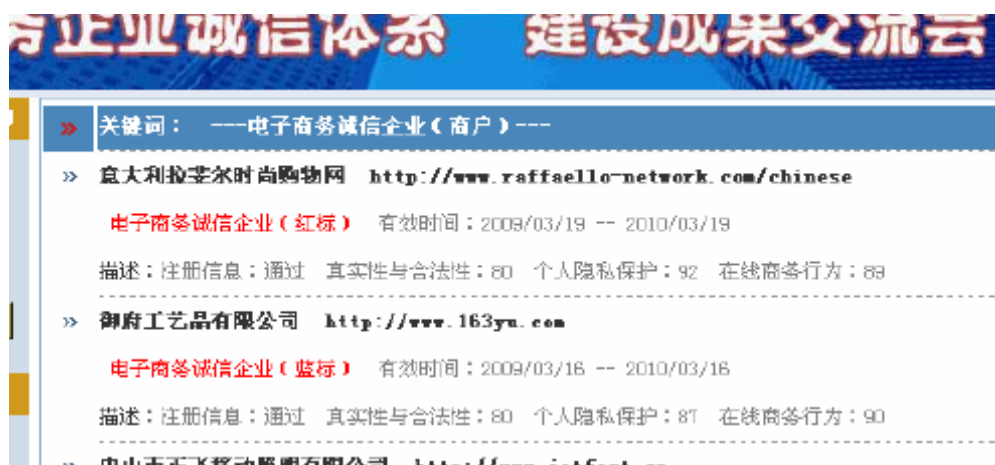 企业诚信体系 建设成果交流会
» 关键词: ---电子商务诚信企业(商户)---
» 意大利拉斐尔时尚购物网 http://www.raffaello-network.com/chinese
电子商务诚信企业(红标) 有效时间:2009/03/19 -- 2010/03/19
描述:注册信息:通过 真实性与合法性:80 个人隐私保护:92 在线商务行为:89
» 御府工艺品有限公司 http://www.163yu.com
电子商务诚信企业(蓝标) 有效时间:2009/03/16 -- 2010/03/16
描述:注册信息:通过 真实性与合法性:80 个人隐私保护:87 在线商务行为:90